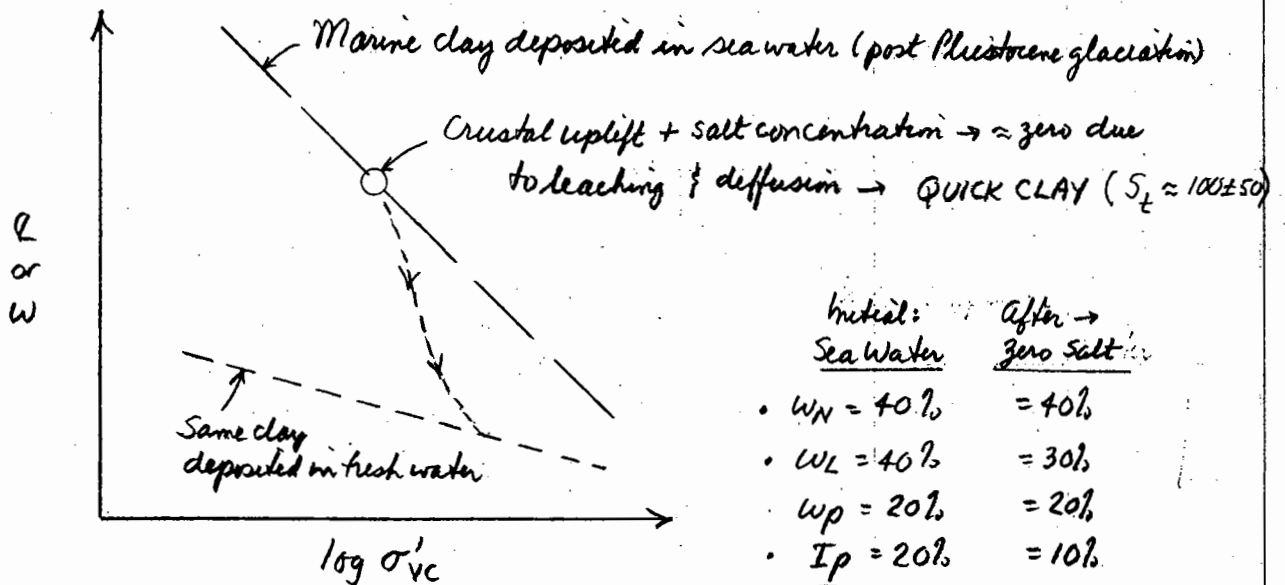 Marine clay deposited in sea water (post Pleistocene glaciation)
Crustal uplift + salt concentration → ≈ zero due
to leaching & diffusion → QUICK CLAY (St ≈ 100±50)
e
or
w
Initial: After →
Sea Water Zero Salt
• wN = 40% = 40%
• wL = 40% = 30%
wp = 20% = 20%
• Ip = 20% = 10%
Same clay
deposited in fresh water
log σ'vc